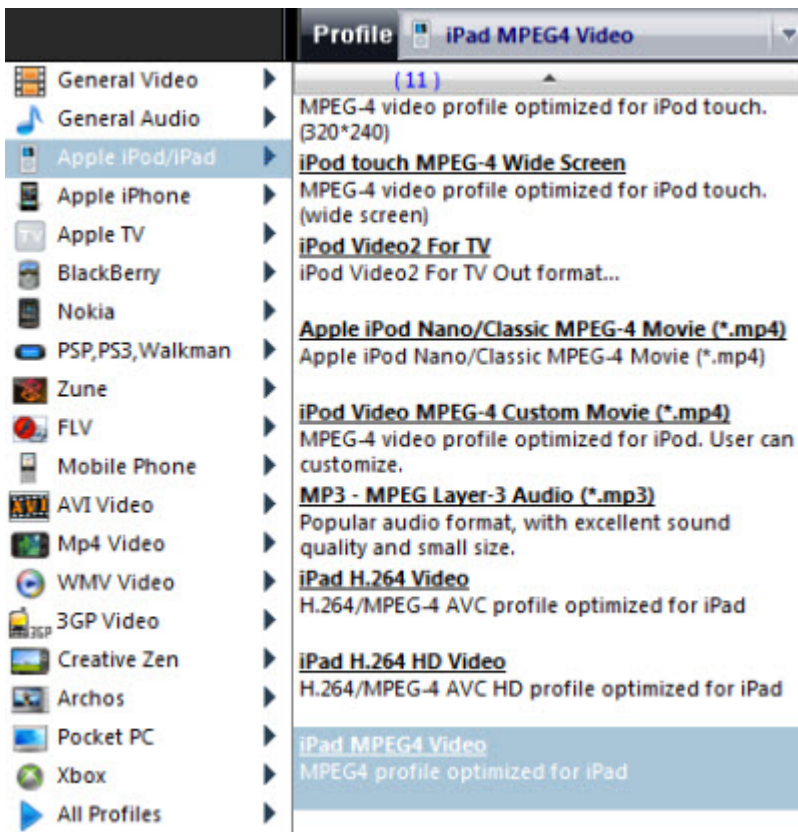 Profile iPad MPEG4 Video
General Video
General Audio
Apple iPod/iPad
Apple iPhone
TV Apple TV
BlackBerry
Nokia
PSP,PS3,Walkman
Zune
FLV
Mobile Phone
AVI AVI Video
Mp4 Video
WMV Video
3GP 3GP Video
Creative Zen
Archos
Pocket PC
Xbox
All Profiles
( 11 )
MPEG-4 video profile optimized for iPod touch.
(320*240)
iPod touch MPEG-4 Wide Screen
MPEG-4 video profile optimized for iPod touch.
(wide screen)
iPod Video2 For TV
iPod Video2 For TV Out format...
Apple iPod Nano/Classic MPEG-4 Movie (*.mp4)
Apple iPod Nano/Classic MPEG-4 Movie (*.mp4)
iPod Video MPEG-4 Custom Movie (*.mp4)
MPEG-4 video profile optimized for iPod. User can
customize.
MP3 - MPEG Layer-3 Audio (*.mp3)
Popular audio format, with excellent sound
quality and small size.
iPad H.264 Video
H.264/MPEG-4 AVC profile optimized for iPad
iPad H.264 HD Video
H.264/MPEG-4 AVC HD profile optimized for iPad
iPad MPEG4 Video
MPEG4 profile optimized for iPad